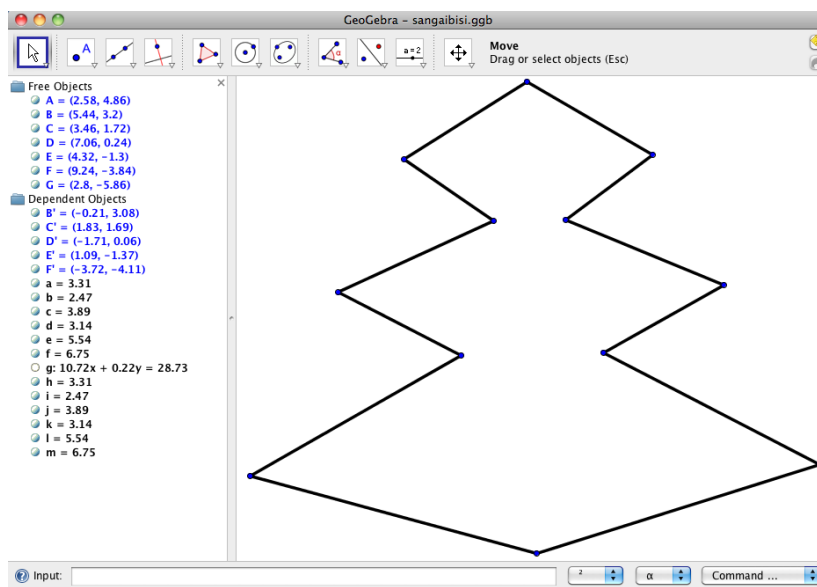 GeoGebra – sangaibisi.ggb
A
α
a = 2
Move
Drag or select objects (Esc)
Free Objects
A = (2.58, 4.86)
B = (5.44, 3.2)
C = (3.46, 1.72)
D = (7.06, 0.24)
E = (4.32, –1.3)
F = (9.24, –3.84)
G = (2.8, –5.86)
Dependent Objects
B' = (–0.21, 3.08)
C' = (1.83, 1.69)
D' = (–1.71, 0.06)
E' = (1.09, –1.37)
F' = (–3.72, –4.11)
a = 3.31
b = 2.47
c = 3.89
d = 3.14
e = 5.54
f = 6.75
g: 10.72x + 0.22y = 28.73
h = 3.31
i = 2.47
j = 3.89
k = 3.14
l = 5.54
m = 6.75
Input: ² α Command ...